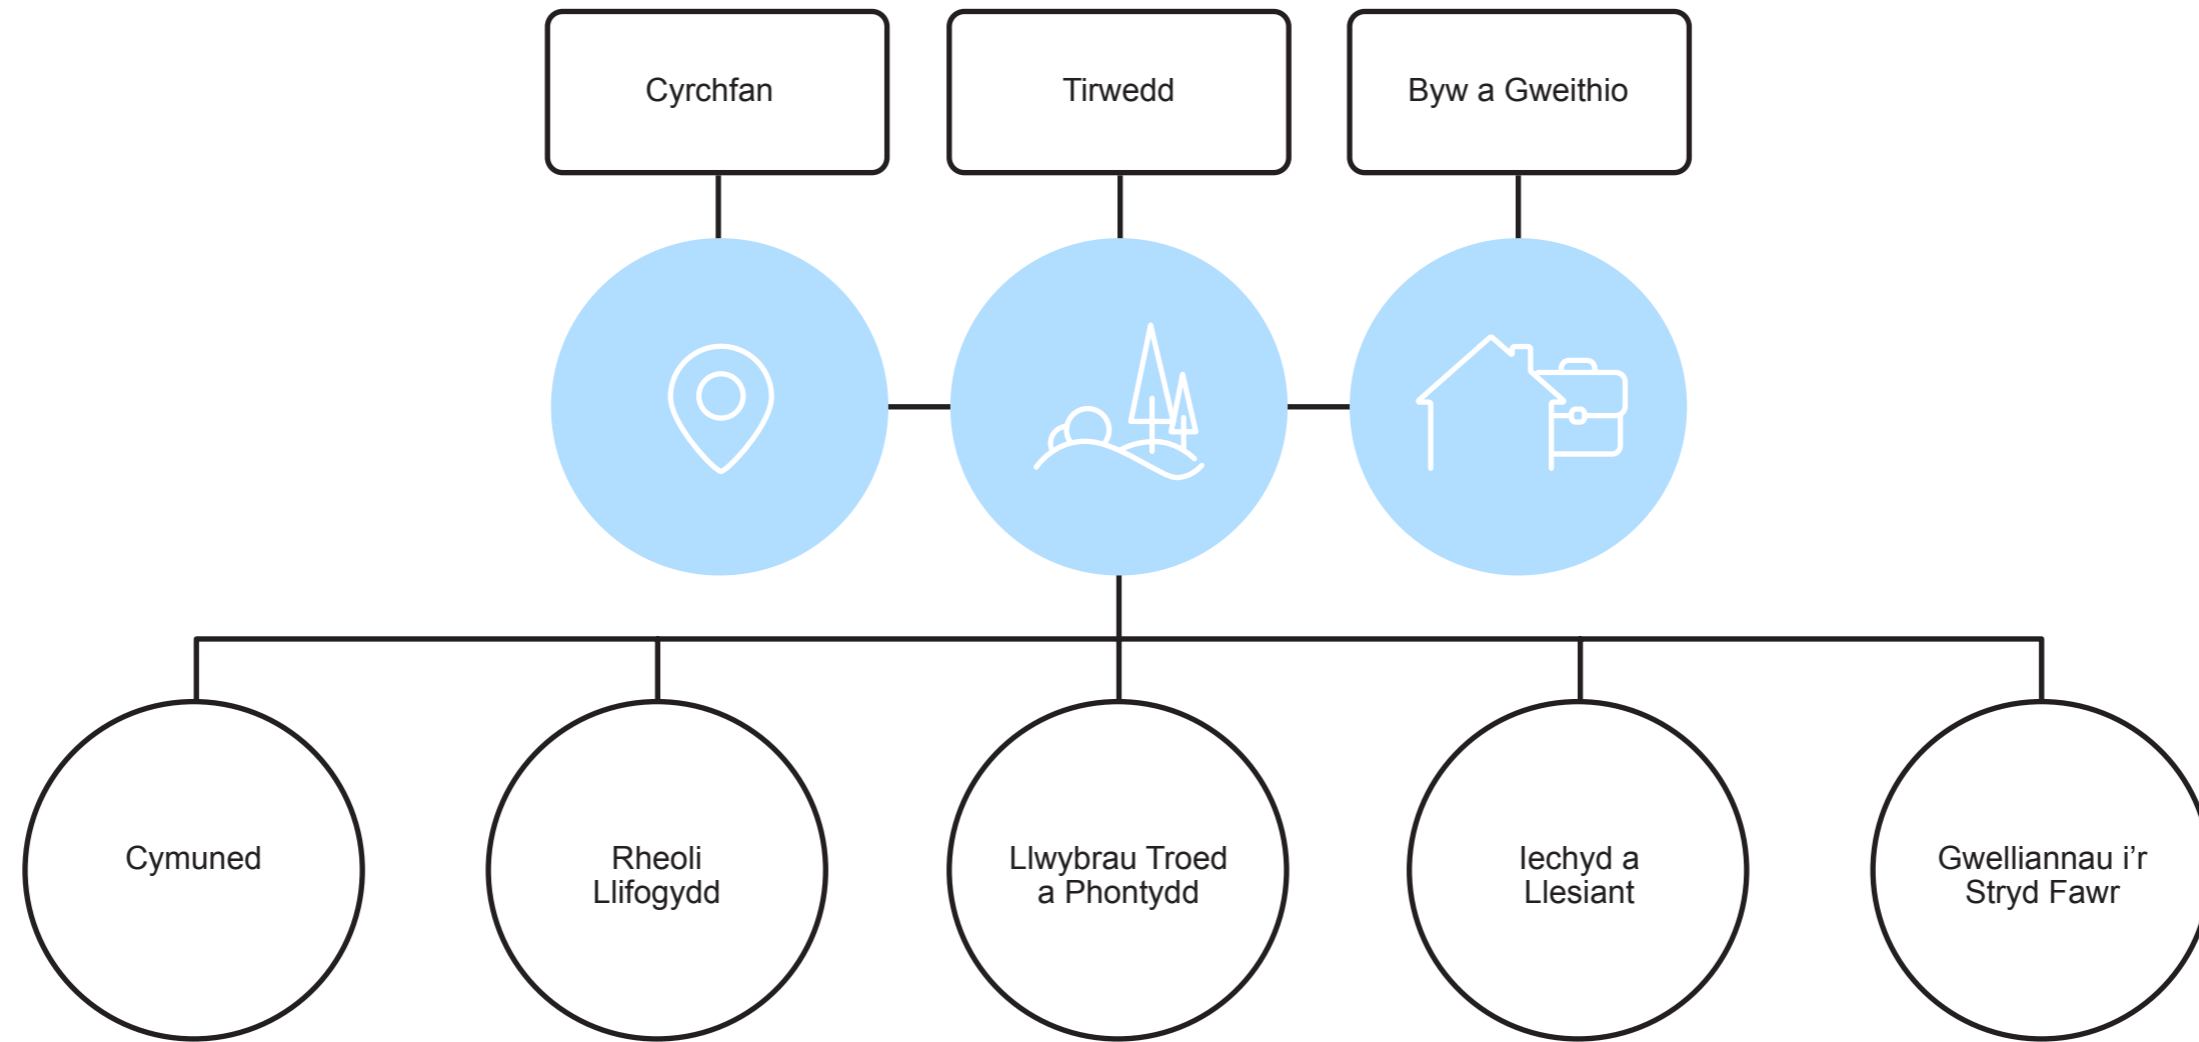 Cyrchfan
Tirwedd
Byw a Gweithio
Cymuned
Rheoli
Llifogydd
Llwybrau Troed
a Phontydd
Iechyd a
Llesiant
Gwelliannau i’r
Stryd Fawr